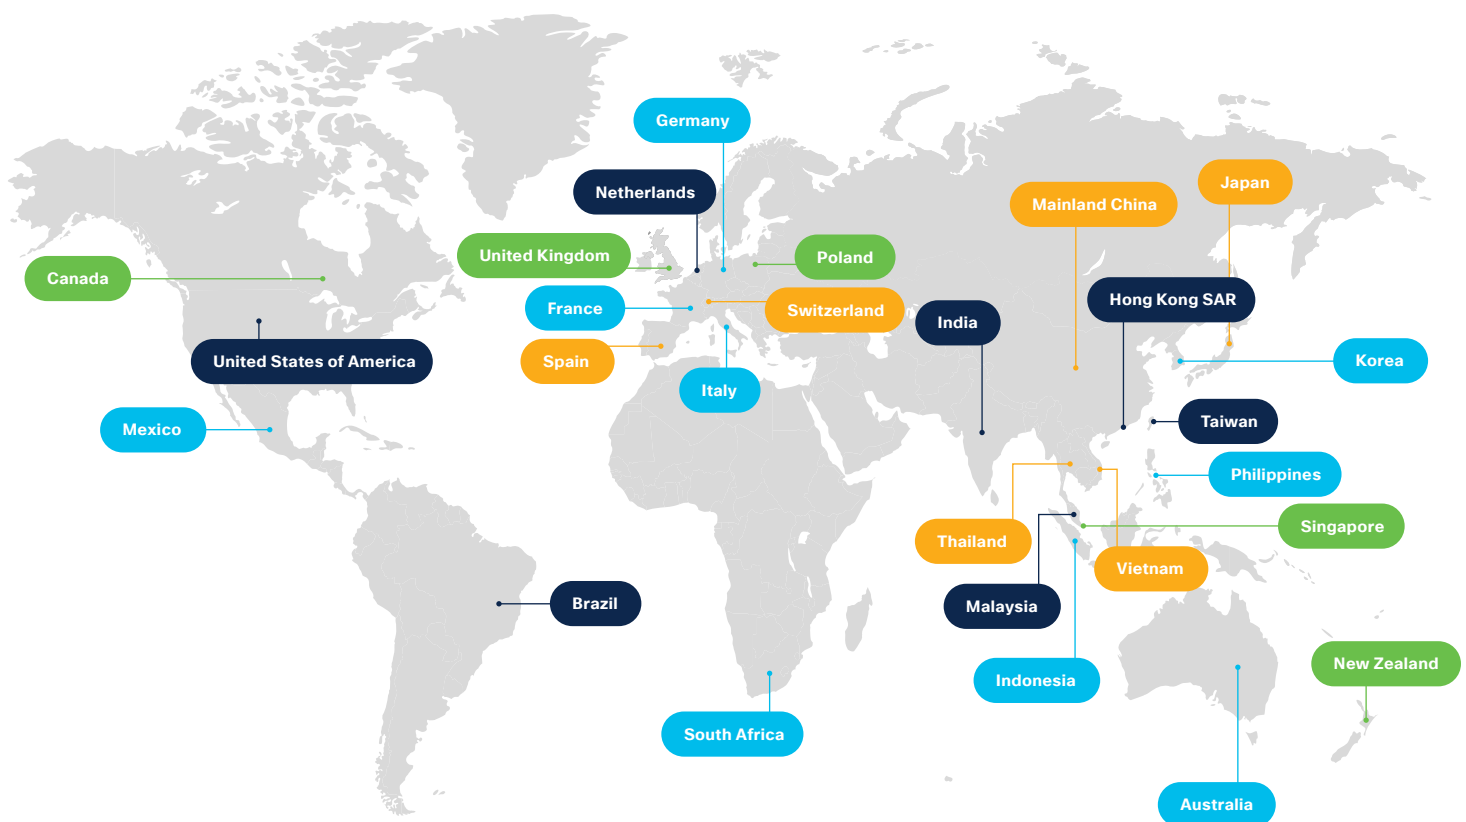 Germany
Japan
Netherlands
Mainland China
United Kingdom
Poland
Canada
Hong Kong SAR
France
Switzerland
India
United States of America
Spain
Korea
Italy
Taiwan
Mexico
Philippines
Singapore
Thailand
Vietnam
Brazil
Malaysia
New Zealand
Indonesia
South Africa
Australia